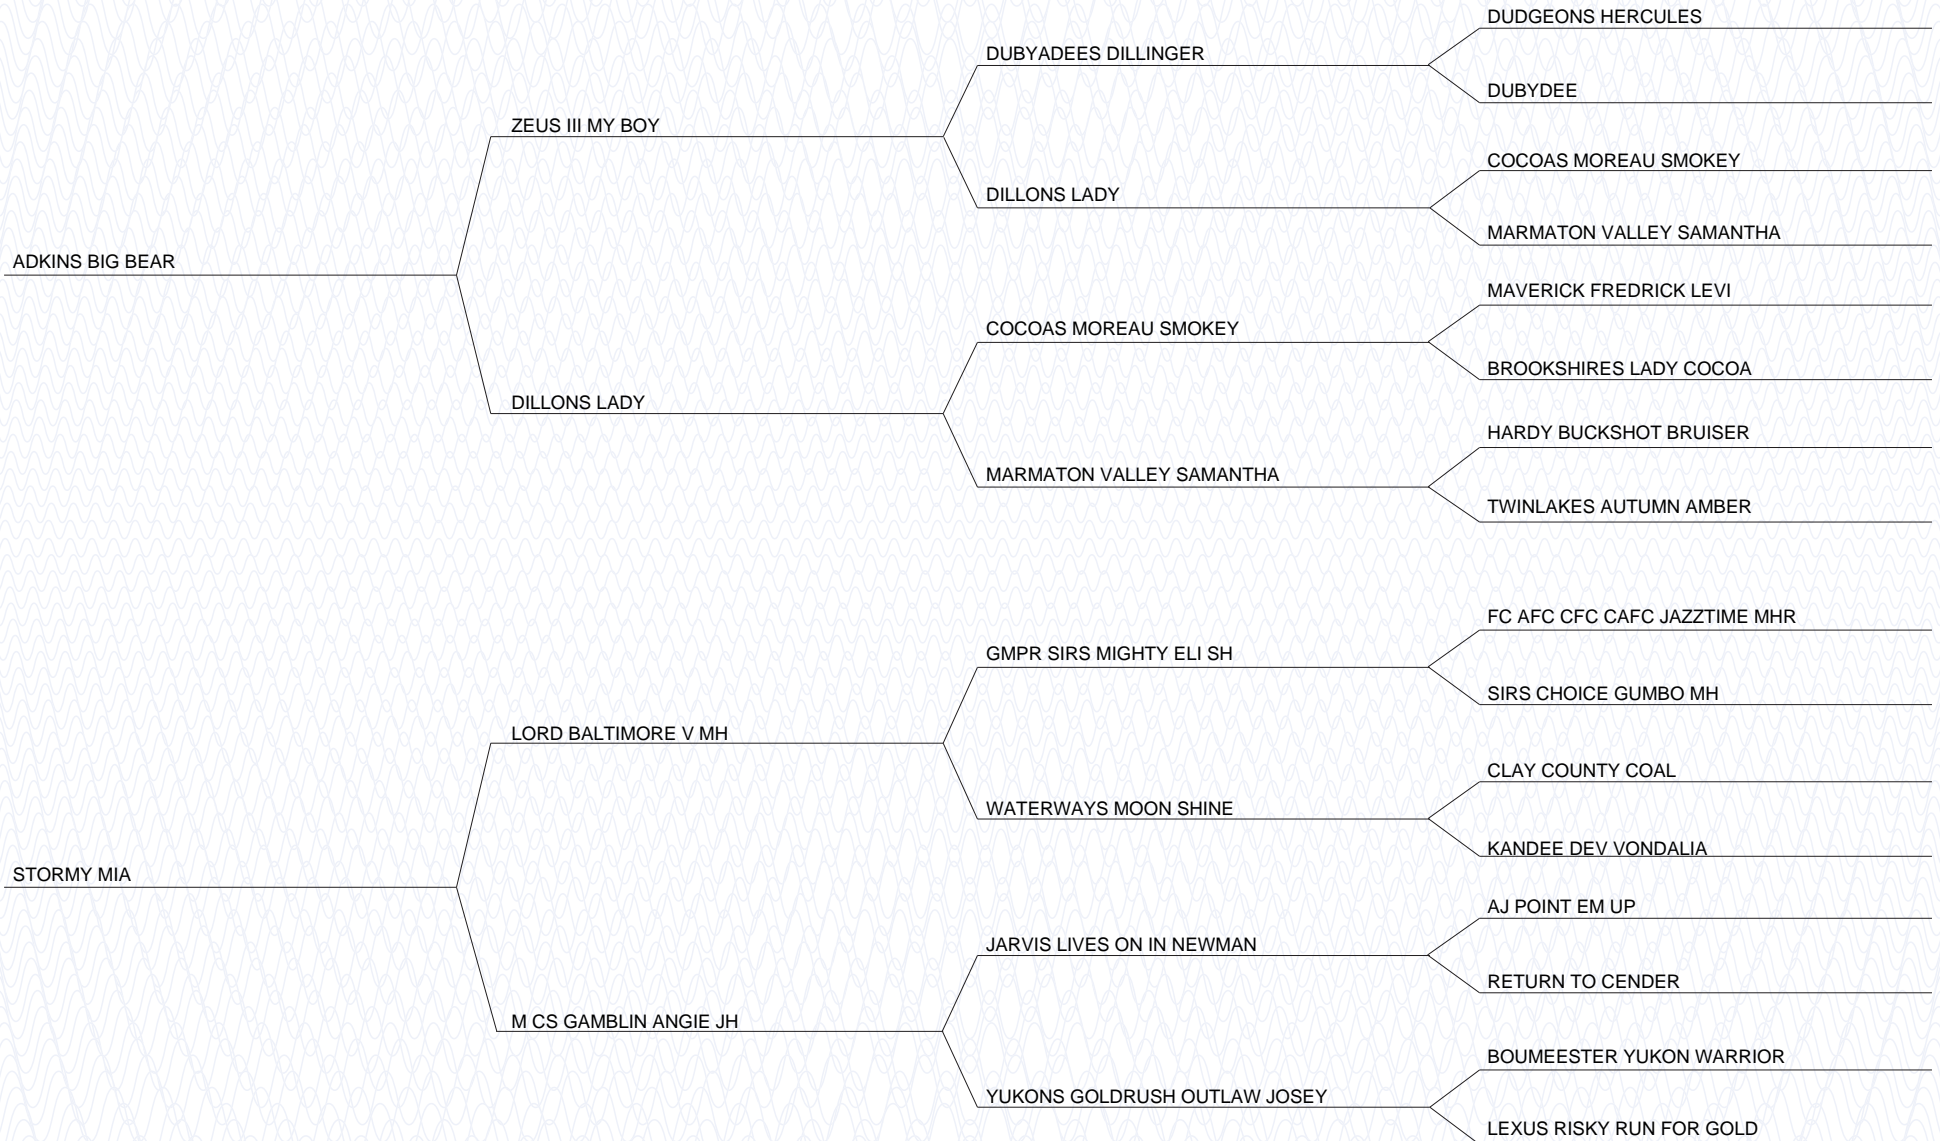 DUDGEONS HERCULES
DUBYADEES DILLINGER
DUBYDEE
ZEUS III MY BOY
COCOAS MOREAU SMOKEY
DILLONS LADY
MARMATON VALLEY SAMANTHA
ADKINS BIG BEAR
MAVERICK FREDRICK LEVI
COCOAS MOREAU SMOKEY
BROOKSHIRES LADY COCOA
DILLONS LADY
HARDY BUCKSHOT BRUISER
MARMATON VALLEY SAMANTHA
TWINLAKES AUTUMN AMBER
FC AFC CFC CAFC JAZZTIME MHR
GMPR SIRS MIGHTY ELI SH
SIRS CHOICE GUMBO MH
LORD BALTIMORE V MH
CLAY COUNTY COAL
WATERWAYS MOON SHINE
KANDEE DEV VONDALIA
STORMY MIA
AJ POINT EM UP
JARVIS LIVES ON IN NEWMAN
RETURN TO CENDER
M CS GAMBLIN ANGIE JH
BOUMEESTER YUKON WARRIOR
YUKONS GOLDRUSH OUTLAW JOSEY
LEXUS RISKY RUN FOR GOLD